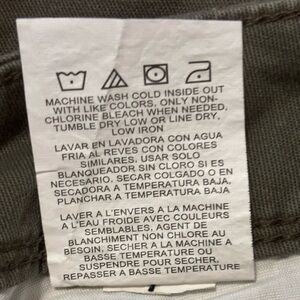 MACHINE WASH COLD INSIDE OUT
WITH LIKE COLORS, ONLY NON-
CHLORINE BLEACH WHEN NEEDED,
TUMBLE DRY LOW OR LINE DRY,
LOW IRON
LAVAR EN LAVADORA CON AGUA
FRIA AL REVES CON COLORES
SIMILARES. USAR SOLO
BLANQUEADOR SIN CLORO SI ES
NECESARIO. SECAR COLGADO O EN
SECADORA A TEMPERATURA BAJA,
PLANCHAR A TEMPERATURA BAJA.
LAVER A L'ENVERS A LA MACHINE
A L'EAU FROIDE AVEC COULEURS
SEMBLABLES, AGENT DE
BLANCHIMENT NON CHLORE AU
BESOIN, SECHER A LA MACHINE A
BASSE TEMPERATURE OU
SUSPENDRE POUR SECHER,
REPASSER A BASSE TEMPERATURE